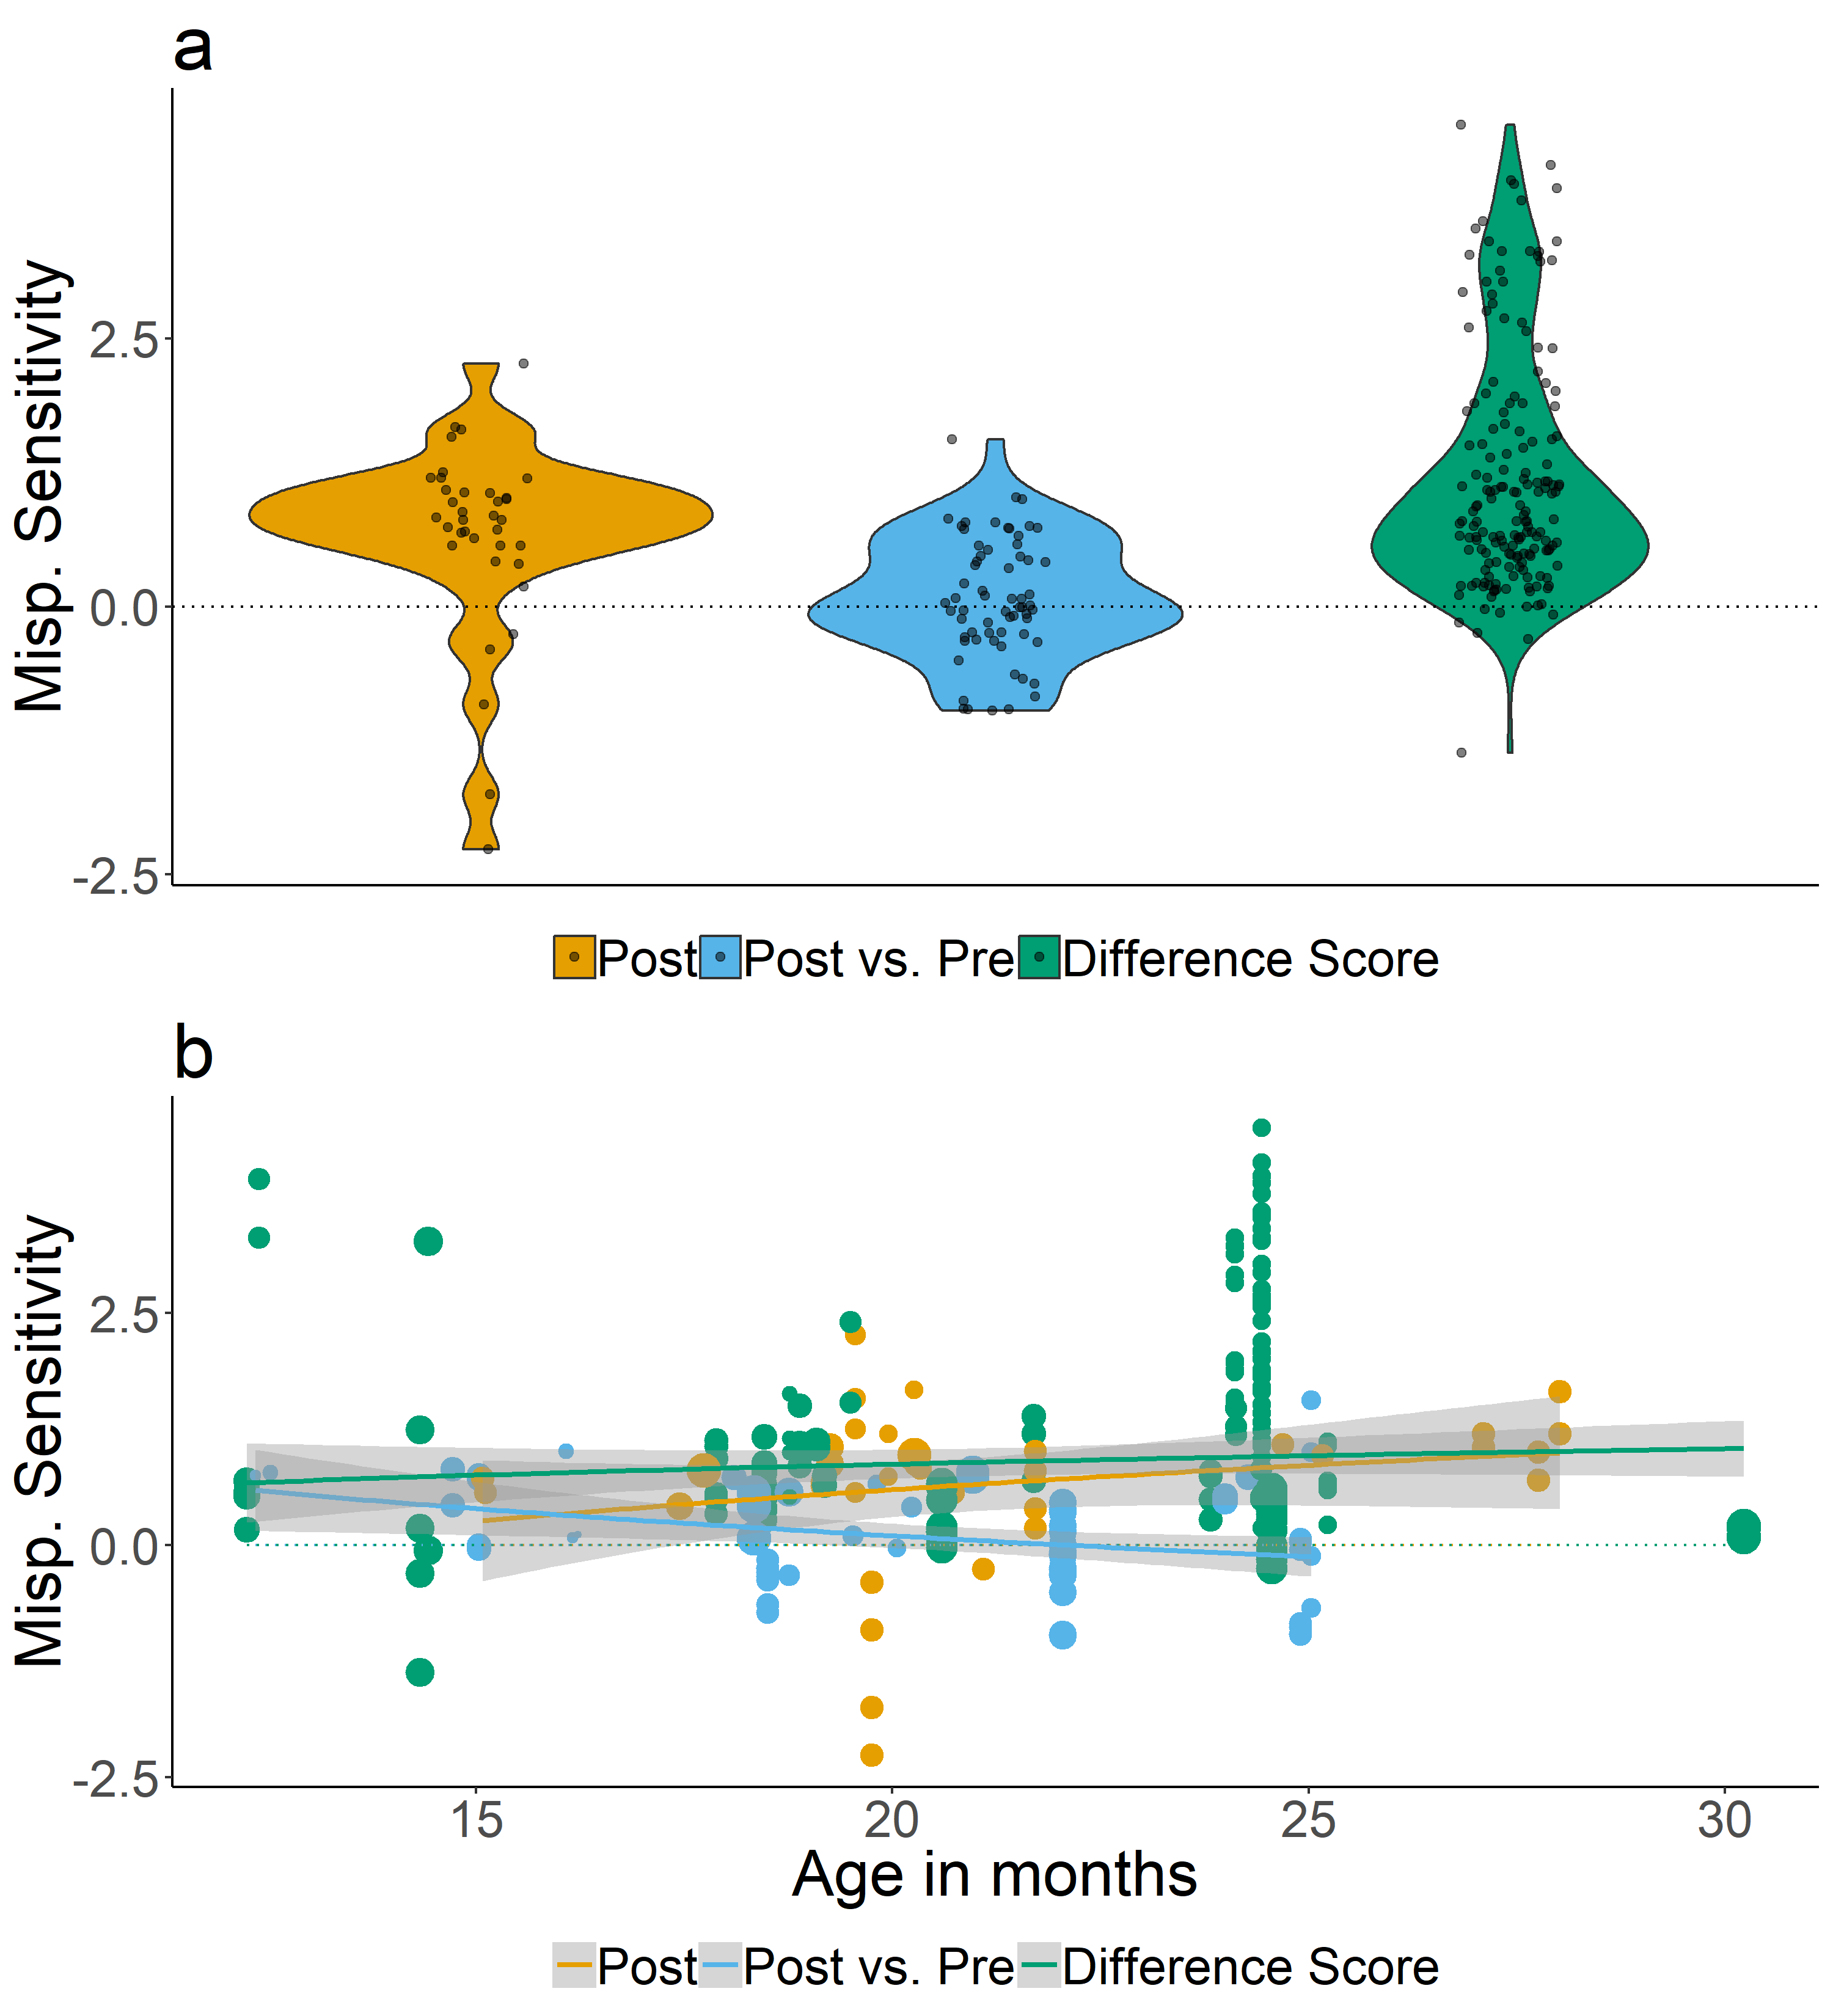 a
Misp. Sensitivity
2.5
0.0
-2.5
Post Post vs. Pre Difference Score
b
Misp. Sensitivity
2.5
0.0
-2.5
15 20 25 30
Age in months
Post Post vs. Pre Difference Score